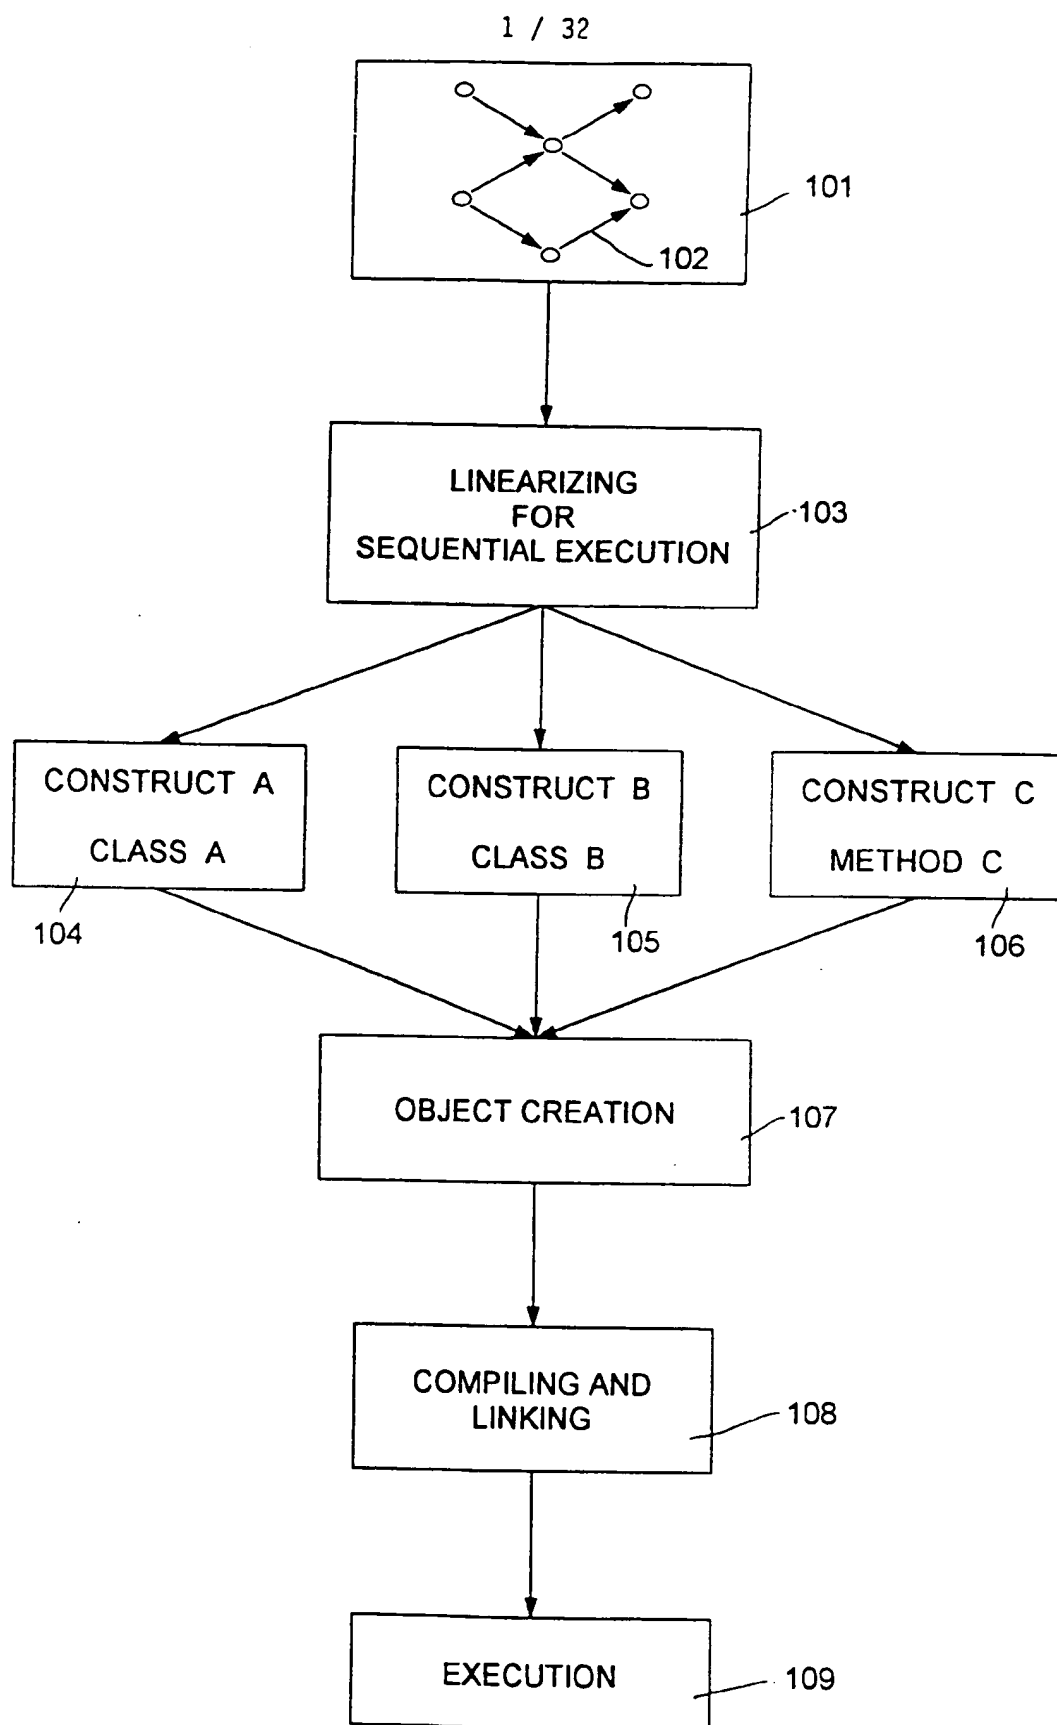 1 / 32
101
102
LINEARIZING
FOR
SEQUENTIAL EXECUTION
103
CONSTRUCT A
CLASS A
104
CONSTRUCT B
CLASS B
105
CONSTRUCT C
METHOD C
106
OBJECT CREATION
107
COMPILING AND
LINKING
108
EXECUTION
109